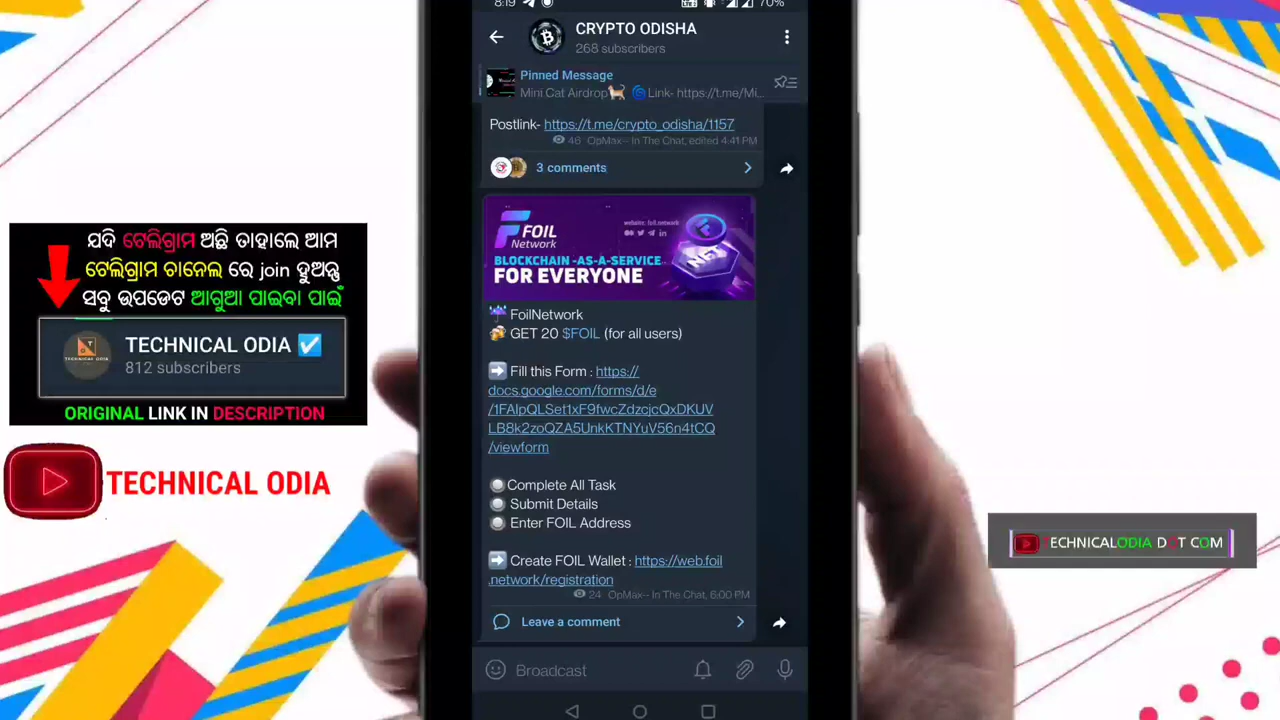 8:19
70%
CRYPTO ODISHA
268 subscribers
Pinned Message
Mini Cat Airdrop🐈 🌀Link- https://t.me/Mi...
Postlink- https://t.me/crypto_odisha/1157
46 OpMax-- In The Chat, edited 4:41 PM
3 comments
FOIL
Network
website: foil.network
BLOCKCHAIN -AS-A-SERVICE
FOR EVERYONE
☔ FoilNetwork
🍻 GET 20 $FOIL (for all users)
➡️ Fill this Form : https://
docs.google.com/forms/d/e
/1FAIpQLSet1xF9fwcZdzcjcQxDKUV
LB8k2zoQZA5UnkKTNYuV56n4tCQ
/viewform
🔘 Complete All Task
🔘 Submit Details
🔘 Enter FOIL Address
➡️ Create FOIL Wallet : https://web.foil
.network/registration
24 OpMax-- In The Chat, 6:00 PM
Leave a comment
Broadcast
ଯଦି ଟେଲିଗ୍ରାମ ଅଛି ତାହାଲେ ଆମ
ଟେଲିଗ୍ରାମ ଚାନେଲ ରେ join ହୁଅନ୍ତୁ
ସବୁ ଉପଡେଟ ଆଗୁଆ ପାଇବା ପାଇଁ
TECHNICAL ODIA ☑️
812 subscribers
ORIGINAL LINK IN DESCRIPTION
TECHNICAL ODIA
TECHNICALODIA DOT COM